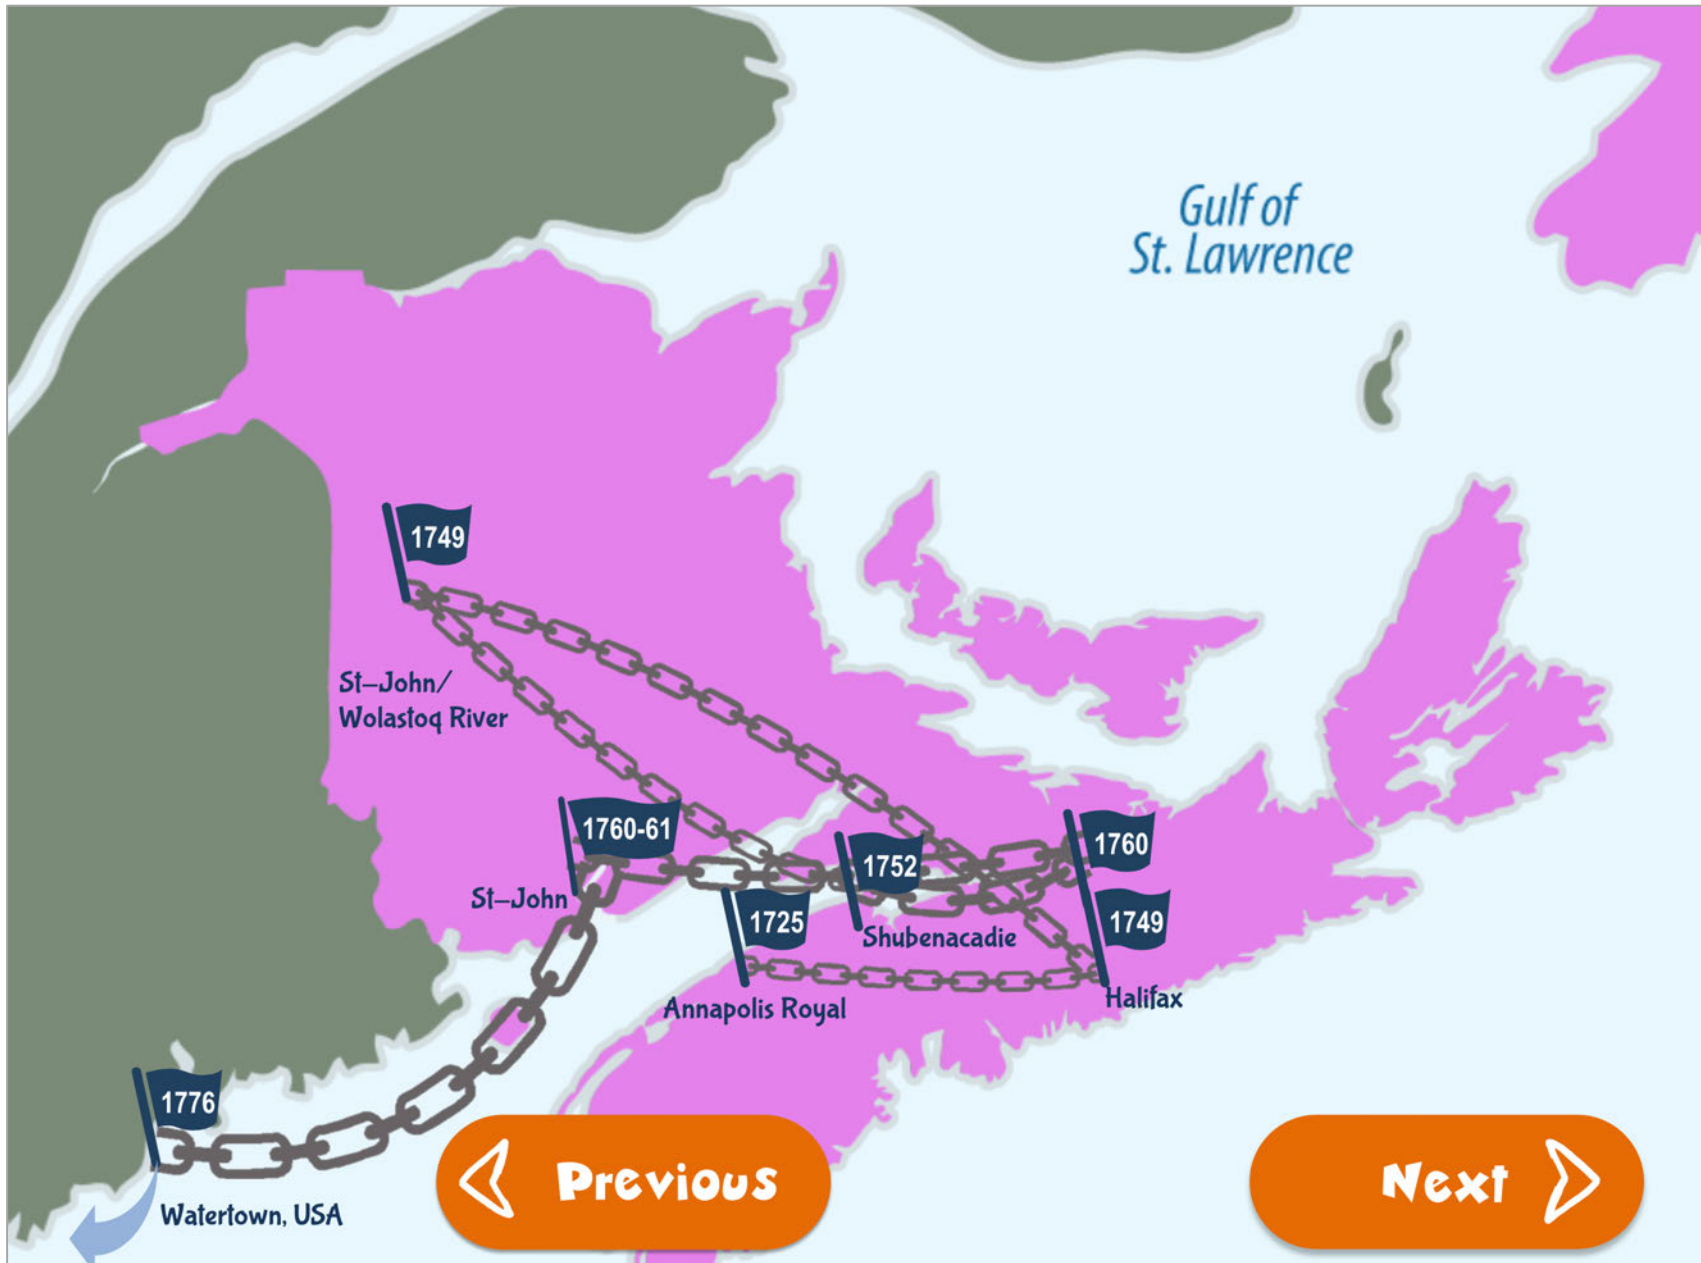 Gulf of
St. Lawrence
1749
St-John/
Wolastoq River
1760-61
St-John
1752
1760
1725
1749
Shubenacadie
Annapolis Royal
Halifax
1776
Watertown, USA
Previous
Next